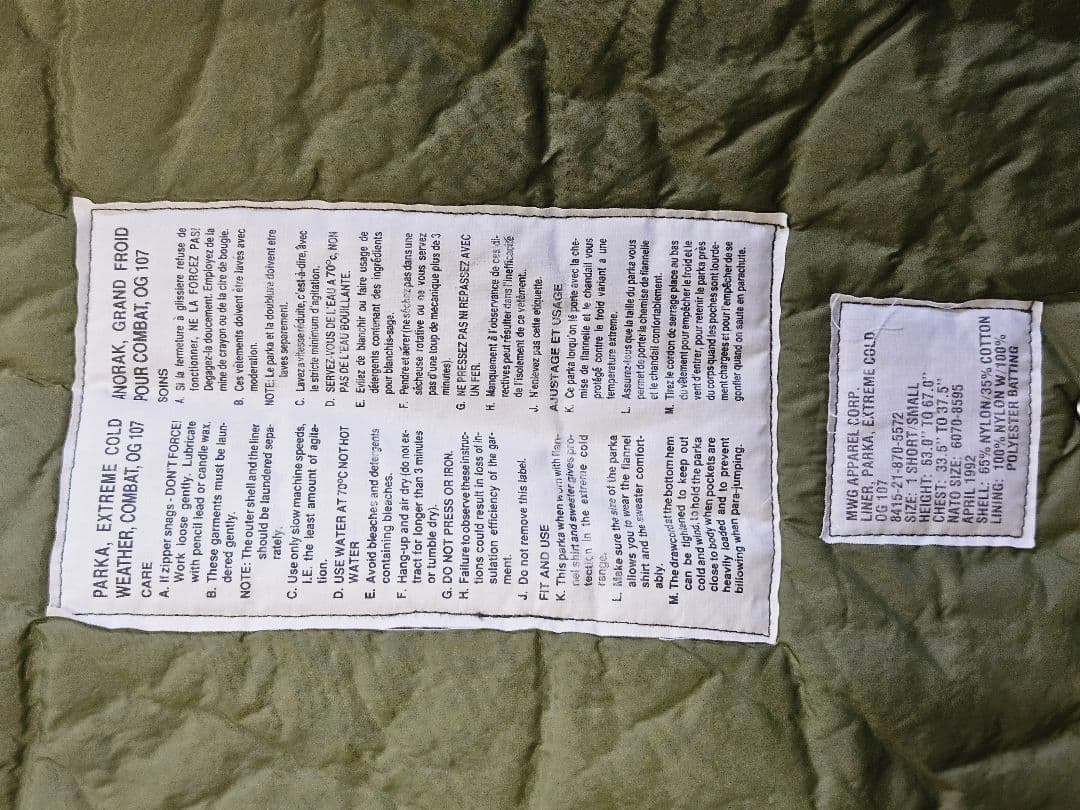 PARKA, EXTREME COLD
WEATHER, COMBAT, OG 107
CARE
A. If zipper snags - DON'T FORCE!
Work loose gently. Lubricate
with pencil lead or candle wax.
B. These garments must be laun-
dered gently.
NOTE: The outer shell and the liner
should be laundered sepa-
rately.
C. Use only slow machine speeds,
I.E. the least amount of agita-
tion.
D. USE WATER AT 70°C NOT HOT
WATER
E. Avoid bleaches and detergents
containing bleaches.
F. Hang-up and air dry (do not ex-
tract for longer than 3 minutes
or tumble dry).
G. DO NOT PRESS OR IRON.
H. Failure to observe these instruc-
tions could result in loss of in-
sulation efficiency of the gar-
ment.
J. Do not remove this label.
FIT AND USE
K. This parka when worn with flan-
nel shirt and sweater gives pro-
tection in the extreme cold
range.
L. Make sure the size of the parka
allows you to wear the flannel
shirt and the sweater comfort-
ably.
M. The drawcord at the bottom hem
can be tightened to keep out
cold and wind, to hold the parka
close to body when pockets are
heavily loaded and to prevent
billowing when para-jumping.
ANORAK, GRAND FROID
POUR COMBAT, OG 107
SOINS
A. Si la fermeture à glissiere refuse de
fonctionner, NE LA FORCEZ PAS!
Degagez-la doucement. Employez de la
mine de crayon ou de la cire de bougie.
B. Ces vêtements doivent être laves avec
moderation.
NOTE: Le parka et la doublure doivent etre
laves separement.
C. Lavez a vitesse réduite, c'est-à-dire, avec
le stricte minimum d'agitation.
D. SERVEZ-VOUS DE L'EAU A 70°c, NON
PAS DE L'EAU BOUILLANTE.
E. Evitez de blanchir ou faire usage de
détergents contenient des ingrédients
pour blanchis-sage.
F. Pendre et aérer (ne séchez pas dans une
sécheuse rotative ou ne vous servez
pas d'une loup de mecanique plus de 3
minutes).
G. NE PRESSEZ PAS NI REPASSEZ AVEC
UN FER.
H. Manquement à l'observance de ces di-
rectives peut résulter dans l'inefficacité
de l'isolement de ce vetement.
J. N'enlevez pas cette etiquette.
AJUSTAGE ET USAGE
K. Ce parka lorqu'on le porte avec la che-
mise de flannelle et le chandail vous
protégé contre le froid variant a une
temperature extreme.
L. Assurez-vous que la taille du parka vous
permet de porter la chemise de flannelle
et le chandail comfortablement.
M. Tirez le cordon de serrage place au bas
du vêtement pour empêcher le froid et le
vent d'entrer, pour retenir le parka prés
du corps quand les poches sont lourde-
ment chargees et pour l'empêcher de se
gonfler quand on saute en parachute.
MWG APPAREL CORP.
LINER, PARKA, EXTREME COLD
OG 107
8415-21-870-5572
SIZE: 1 SHORT/SMALL
HEIGHT: 63.0" TO 67.0"
CHEST: 33.5" TO 37.5"
NATO SIZE: 6070-8595
APRIL 1992
SHELL: 65% NYLON/35% COTTON
LINING: 100% NYLON W/100%
POLYESTER BATTING